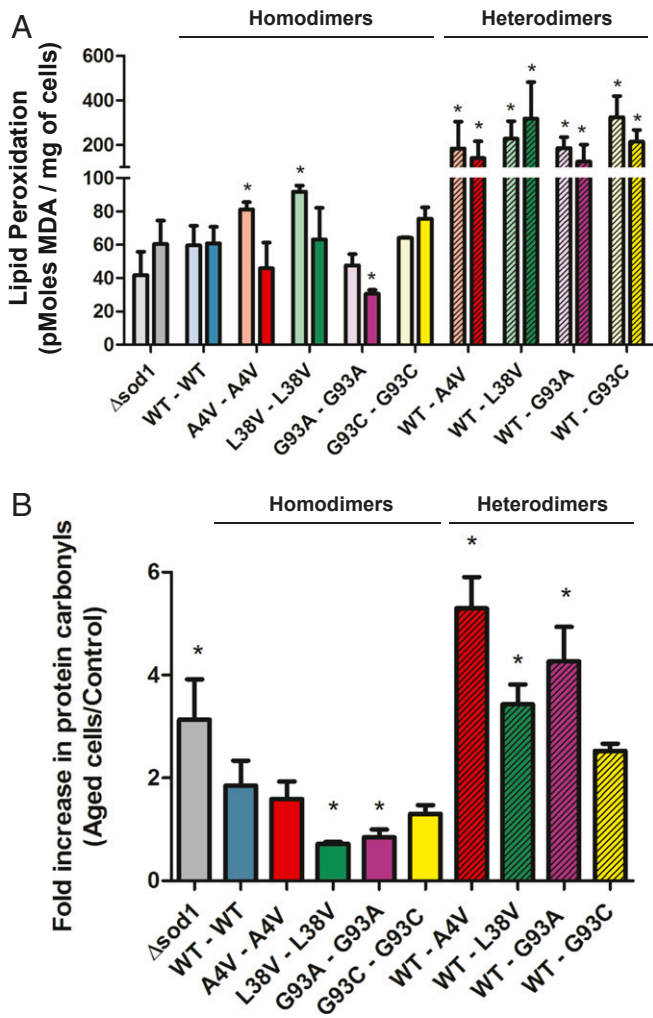 A
Homodimers
Heterodimers
Lipid Peroxidation
(pMoles MDA / mg of cells)
600
400
200
100
80
60
40
20
0
* * * * * * * * * * *
Δsod1
WT - WT
A4V - A4V
L38V - L38V
G93A - G93A
G93C - G93C
WT - A4V
WT - L38V
WT - G93A
WT - G93C
B
Homodimers
Heterodimers
Fold increase in protein carbonyls
(Aged cells/Control)
6
4
2
0
* * * * * *
Δsod1
WT - WT
A4V - A4V
L38V - L38V
G93A - G93A
G93C - G93C
WT - A4V
WT - L38V
WT - G93A
WT - G93C